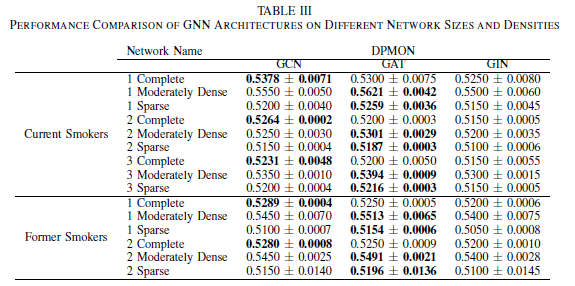 TABLE III
PERFORMANCE COMPARISON OF GNN ARCHITECTURES ON DIFFERENT NETWORK SIZES AND DENSITIES
Network Name DPMON
GCN GAT GIN
1 Complete 0.5378 ± 0.0071 0.5300 ± 0.0075 0.5250 ± 0.0080
1 Moderately Dense 0.5550 ± 0.0050 0.5621 ± 0.0042 0.5500 ± 0.0060
1 Sparse 0.5200 ± 0.0040 0.5259 ± 0.0036 0.5150 ± 0.0045
2 Complete 0.5264 ± 0.0002 0.5200 ± 0.0003 0.5150 ± 0.0005
Current Smokers 2 Moderately Dense 0.5250 ± 0.0030 0.5301 ± 0.0029 0.5200 ± 0.0035
2 Sparse 0.5150 ± 0.0004 0.5187 ± 0.0003 0.5100 ± 0.0006
3 Complete 0.5231 ± 0.0048 0.5200 ± 0.0050 0.5150 ± 0.0055
3 Moderately Dense 0.5350 ± 0.0010 0.5394 ± 0.0009 0.5300 ± 0.0015
3 Sparse 0.5200 ± 0.0004 0.5216 ± 0.0003 0.5150 ± 0.0005
1 Complete 0.5289 ± 0.0004 0.5250 ± 0.0005 0.5200 ± 0.0006
1 Moderately Dense 0.5450 ± 0.0070 0.5513 ± 0.0065 0.5400 ± 0.0075
1 Sparse 0.5100 ± 0.0007 0.5154 ± 0.0006 0.5050 ± 0.0008
Former Smokers
2 Complete 0.5280 ± 0.0008 0.5250 ± 0.0009 0.5200 ± 0.0010
2 Moderately Dense 0.5450 ± 0.0025 0.5491 ± 0.0021 0.5400 ± 0.0028
2 Sparse 0.5150 ± 0.0140 0.5196 ± 0.0136 0.5100 ± 0.0145